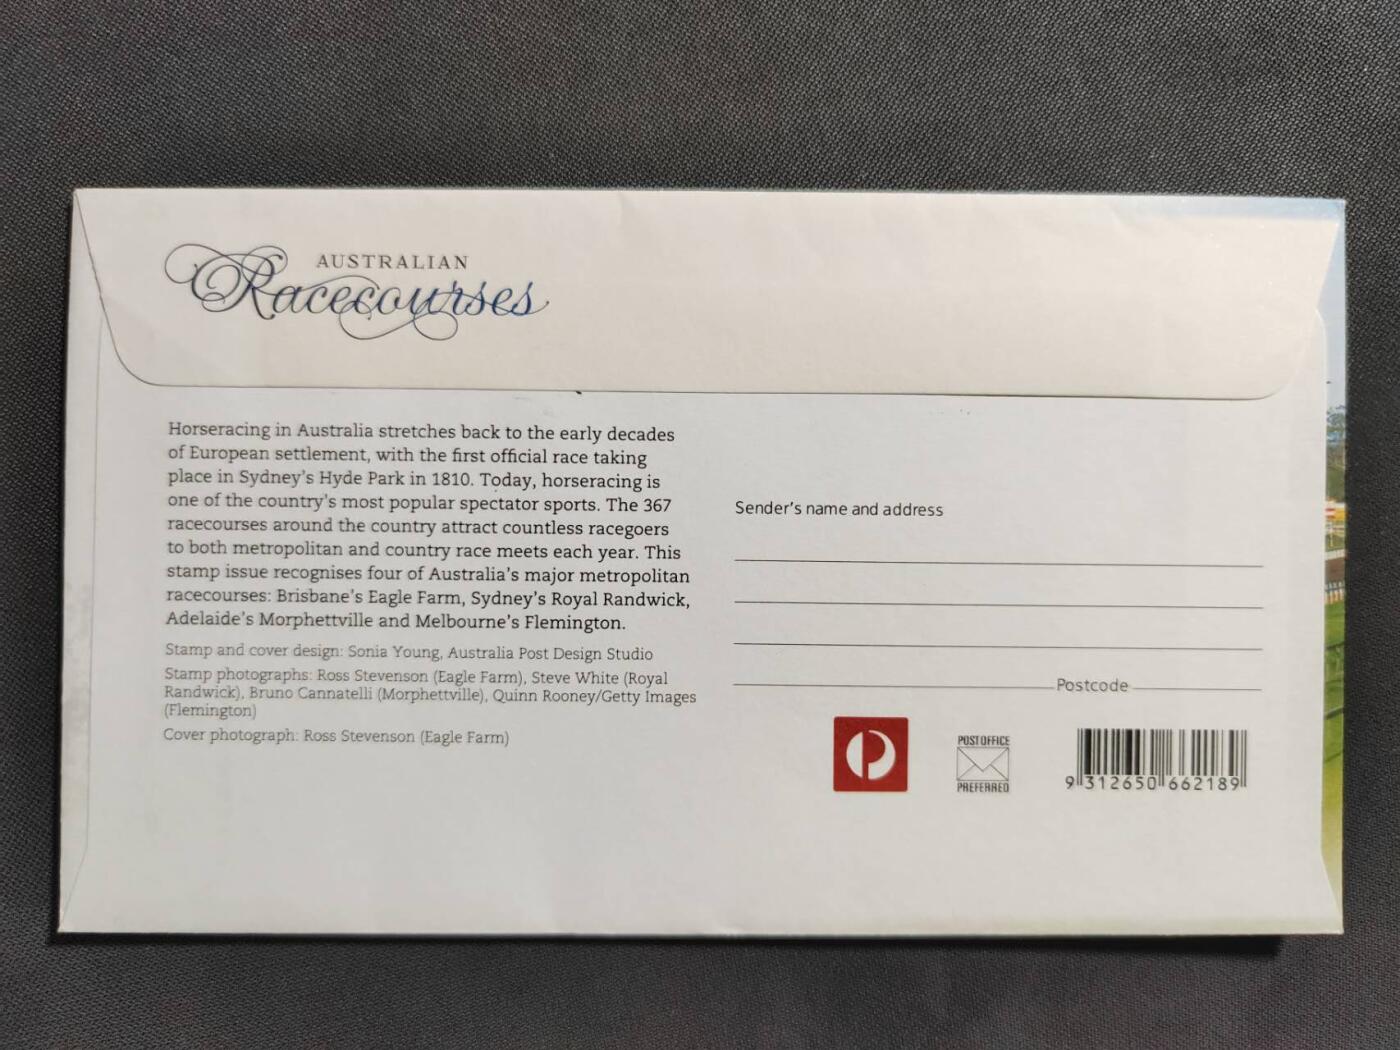 AUSTRALIAN
Racecourses
Horseracing in Australia stretches back to the early decades
of European settlement, with the first official race taking
place in Sydney's Hyde Park in 1810. Today, horseracing is
one of the country's most popular spectator sports. The 367
racecourses around the country attract countless racegoers
to both metropolitan and country race meets each year. This
stamp issue recognises four of Australia's major metropolitan
racecourses: Brisbane's Eagle Farm, Sydney's Royal Randwick,
Adelaide's Morphettville and Melbourne's Flemington.
Stamp and cover design: Sonia Young, Australia Post Design Studio
Stamp photographs: Ross Stevenson (Eagle Farm), Steve White (Royal
Randwick), Bruno Cannatelli (Morphettville), Quinn Rooney/Getty Images
(Flemington)
Cover photograph: Ross Stevenson (Eagle Farm)
Sender's name and address
Postcode
POST OFFICE
PREFERRED
9 312650 662189